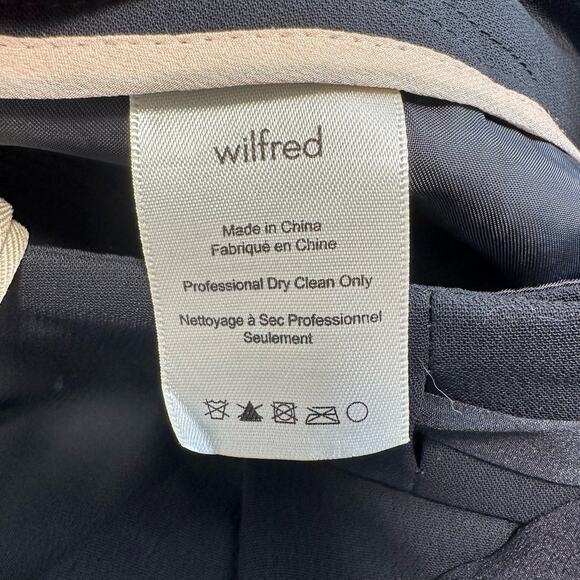 wilfred
Made in China
Fabriqué en Chine
Professional Dry Clean Only
Nettoyage à Sec Professionnel
Seulement